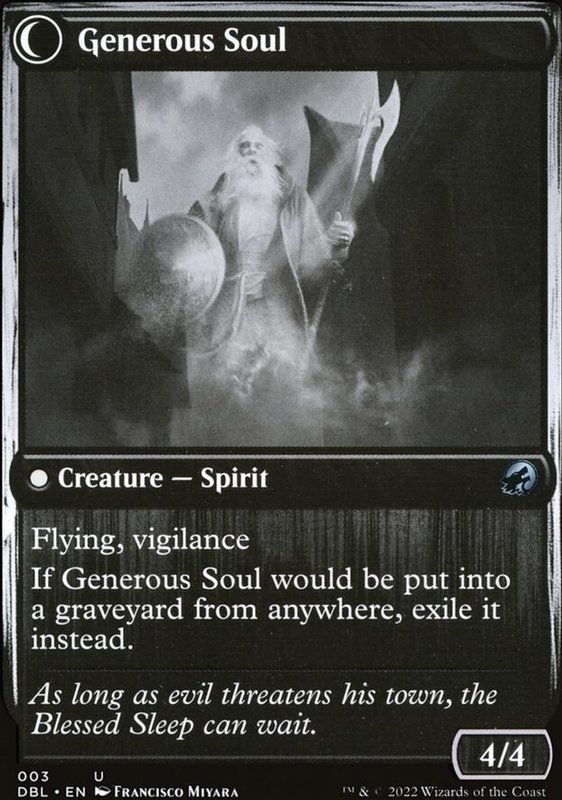 Generous Soul
Creature — Spirit
Flying, vigilance
If Generous Soul would be put into
a graveyard from anywhere, exile it
instead.
As long as evil threatens his town, the
Blessed Sleep can wait.
4/4
003 U
DBL • EN Francisco Miyara
™ & © 2022 Wizards of the Coast